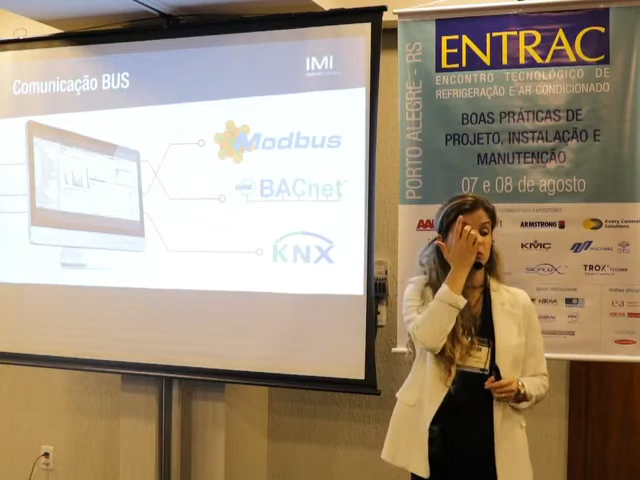 Comunicação BUS
IMI
Modbus
BACnet
KNX
PORTO ALEGRE - RS
ENTRAC
ENCONTRO TECNOLÓGICO DE
REFRIGERAÇÃO E AR CONDICIONADO
BOAS PRÁTICAS DE
PROJETO, INSTALAÇÃO E
MANUTENÇÃO
07 e 08 de agosto
ARMSTRONG
KMC
SICFLUX
TROX